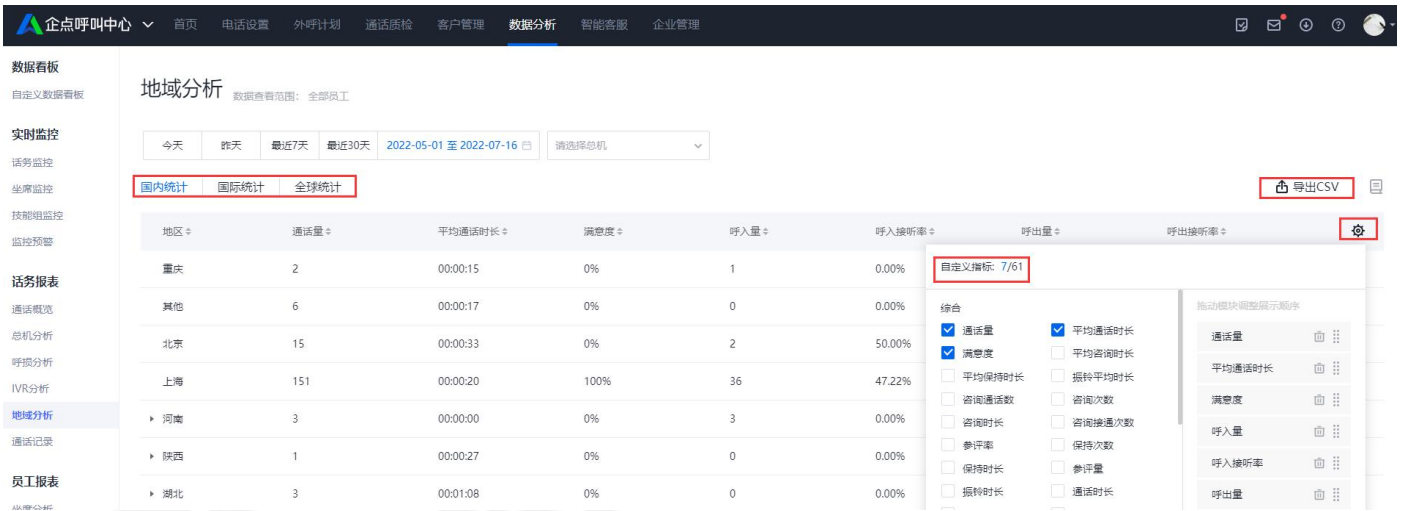 企点呼叫中心 首页 电话设置 外呼计划 通话质检 客户管理 数据分析 智能客服 企业管理
数据看板
自定义数据看板
实时监控
话务监控
坐席监控
技能组监控
监控预警
话务报表
通话概览
总机分析
呼损分析
IVR分析
地域分析
通话记录
员工报表
坐席分析
地域分析 数据查看范围: 全部员工
今天 昨天 最近7天 最近30天 2022-05-01 至 2022-07-16 请选择总机
国内统计 国际统计 全球统计 导出CSV
地区 通话量 平均通话时长 满意度 呼入量 呼入接听率 呼出量 呼出接听率
重庆 2 00:00:15 0% 1 0.00%
其他 6 00:00:17 0% 0 0.00%
北京 15 00:00:33 0% 2 50.00%
上海 151 00:00:20 100% 36 47.22%
河南 3 00:00:00 0% 3 0.00%
陕西 1 00:00:27 0% 0 0.00%
湖北 3 00:01:08 0% 0 0.00%
自定义指标: 7/61
综合
通话量 平均通话时长
满意度 平均咨询时长
平均保持时长 振铃平均时长
咨询通话数 咨询次数
咨询时长 咨询接通次数
参评率 保持次数
保持时长 参评量
振铃时长 通话时长
拖动模块调整展示顺序
通话量
平均通话时长
满意度
呼入量
呼入接听率
呼出量